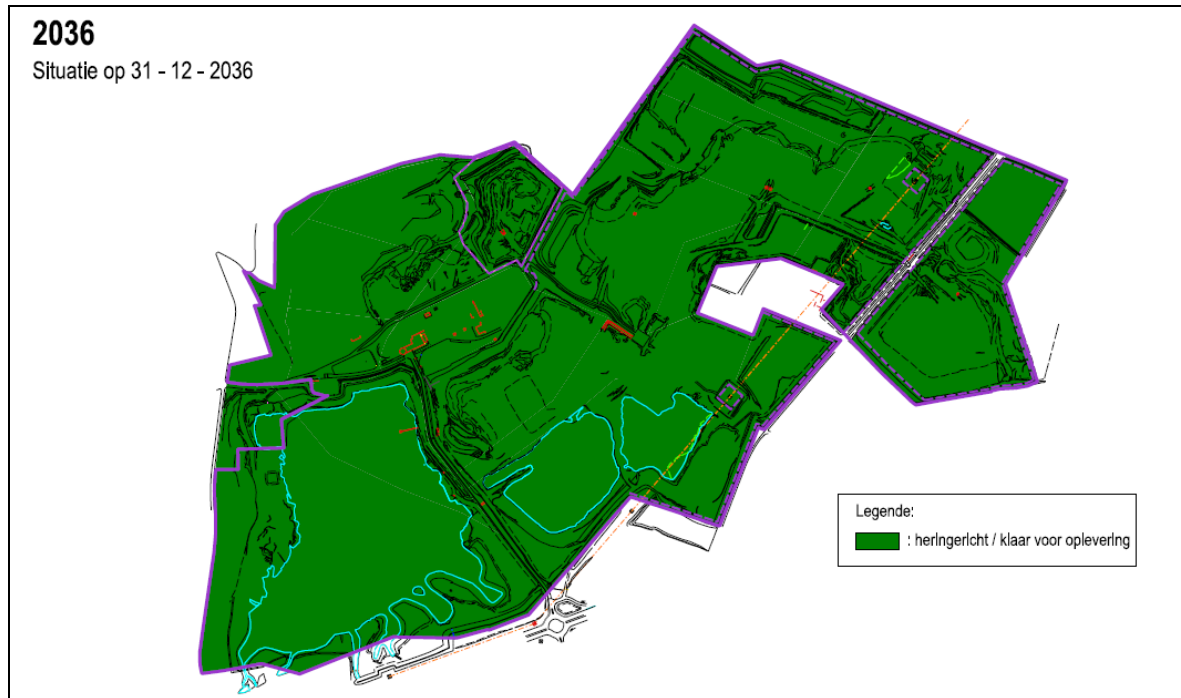 2036
Situatie op 31 - 12 - 2036
Legende:
: heringericht / klaar voor oplevering